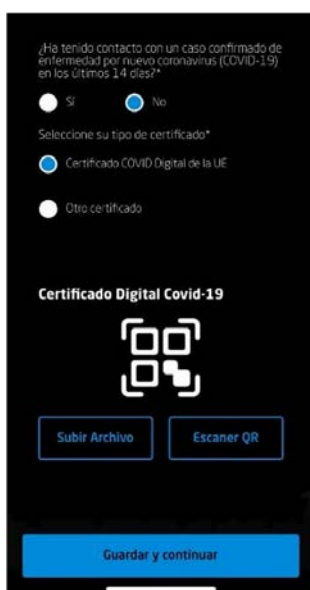 ¿Ha tenido contacto con un caso confirmado de
enfermedad por nuevo coronavirus (COVID-19)
en los últimos 14 días?*
Sí No
Seleccione su tipo de certificado*
Certificado COVID Digital de la UE
Otro certificado
Certificado Digital Covid-19
Subir Archivo Escaner QR
Guardar y continuar